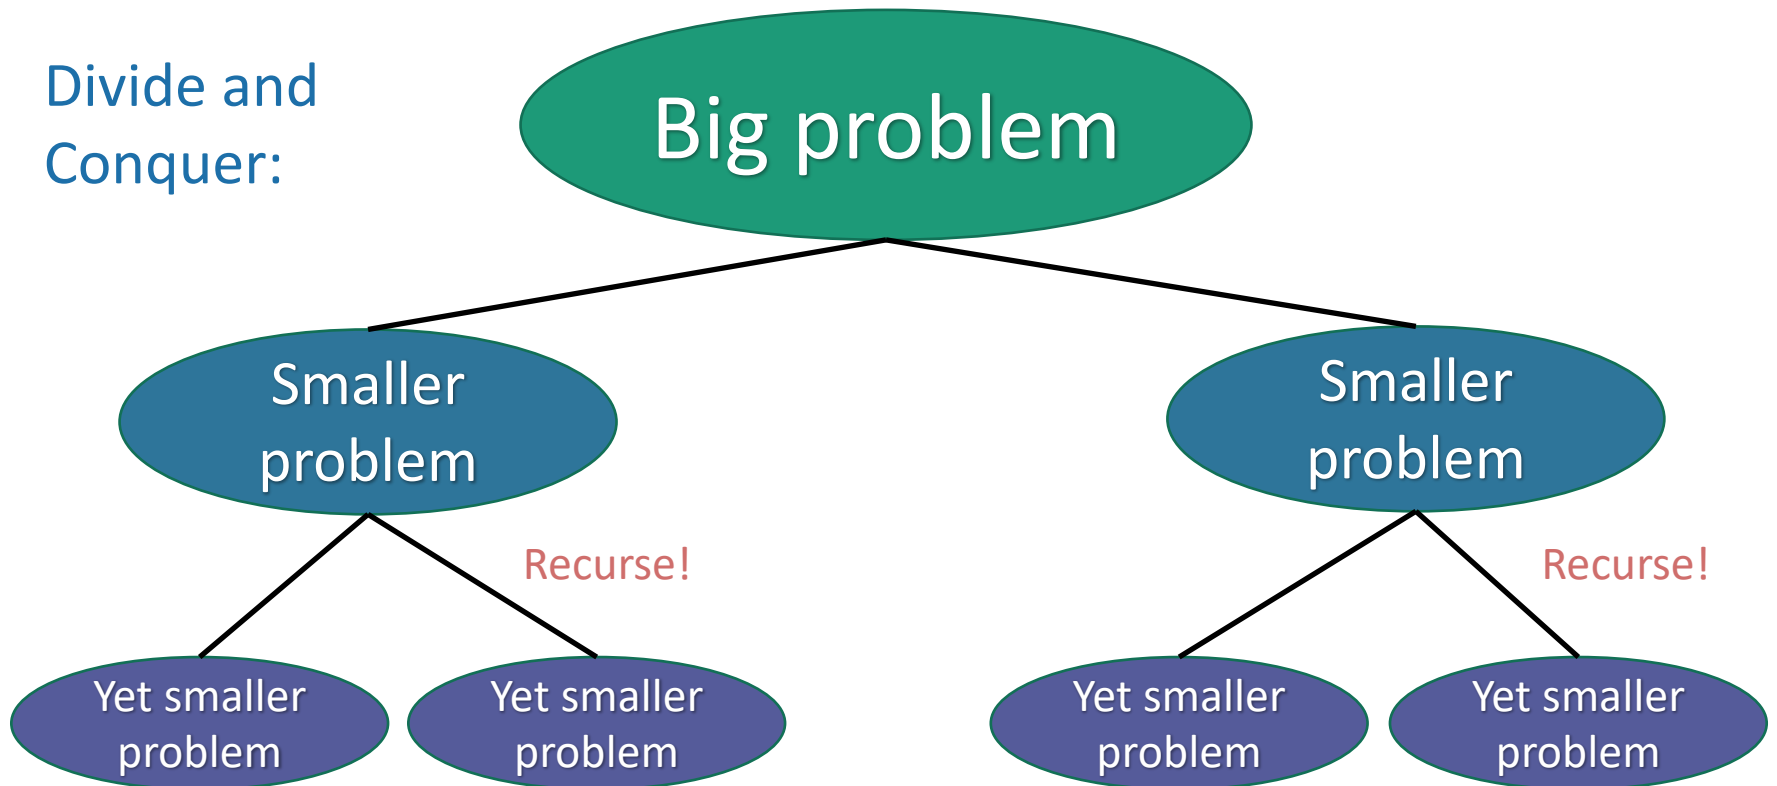 Divide and
Conquer:
Big problem
Smaller
problem
Smaller
problem
Recurse!
Recurse!
Yet smaller
problem
Yet smaller
problem
Yet smaller
problem
Yet smaller
problem